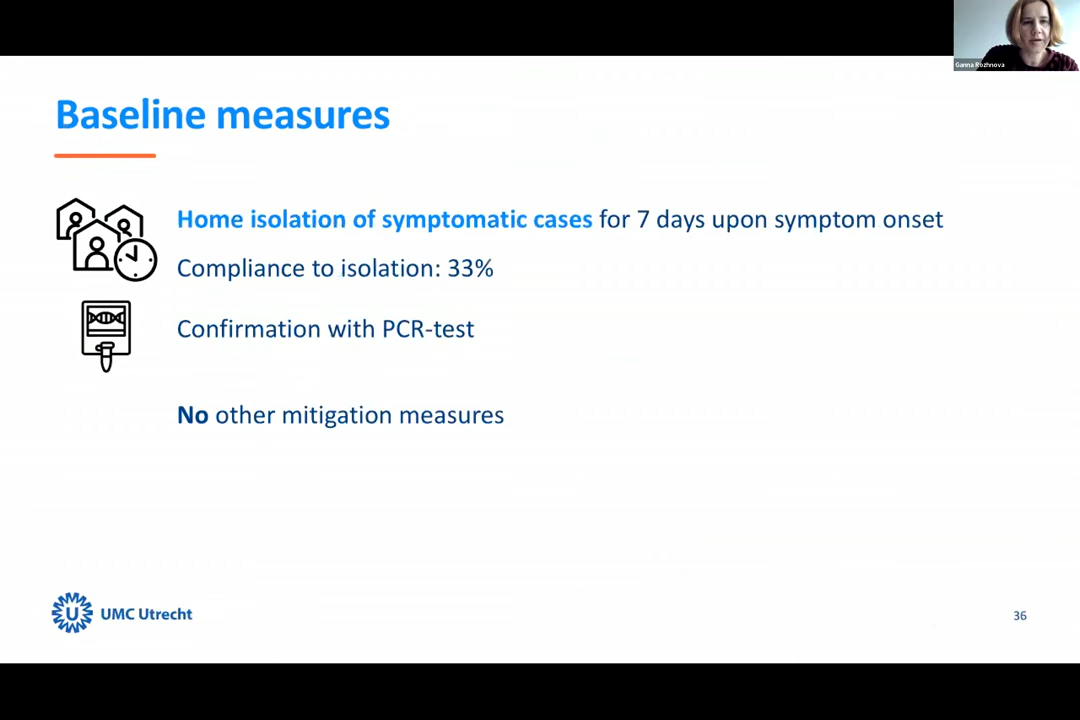 Ganna Rozhnova
Baseline measures
Home isolation of symptomatic cases for 7 days upon symptom onset
Compliance to isolation: 33%
Confirmation with PCR-test
No other mitigation measures
U UMC Utrecht
36